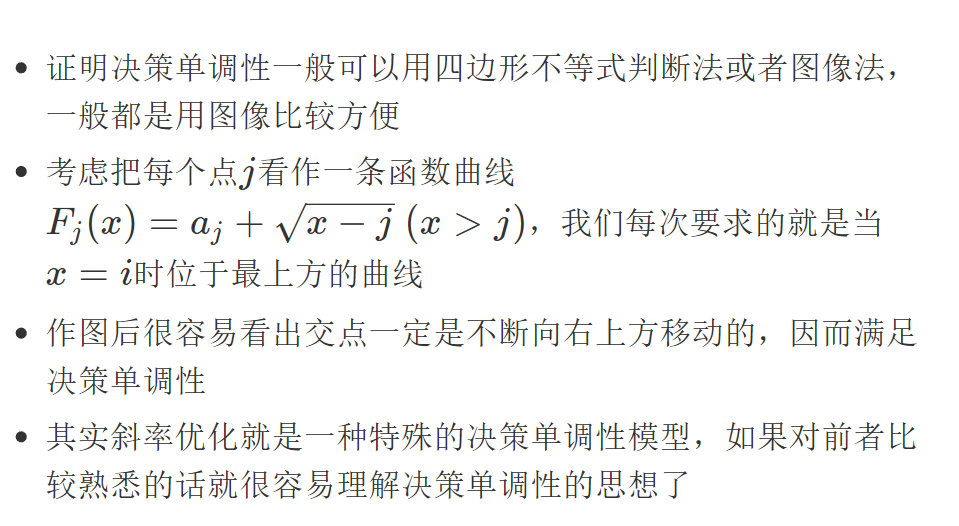 证明决策单调性一般可以用四边形不等式判断法或者图像法，
一般都是用图像比较方便
考虑把每个点j看作一条函数曲线
F_j(x) = a_j + √(x − j) (x > j)，我们每次要求的就是当
x = i时位于最上方的曲线
作图后很容易看出交点一定是不断向右上方移动的，因而满足
决策单调性
其实斜率优化就是一种特殊的决策单调性模型，如果对前者比
较熟悉的话就很容易理解决策单调性的思想了